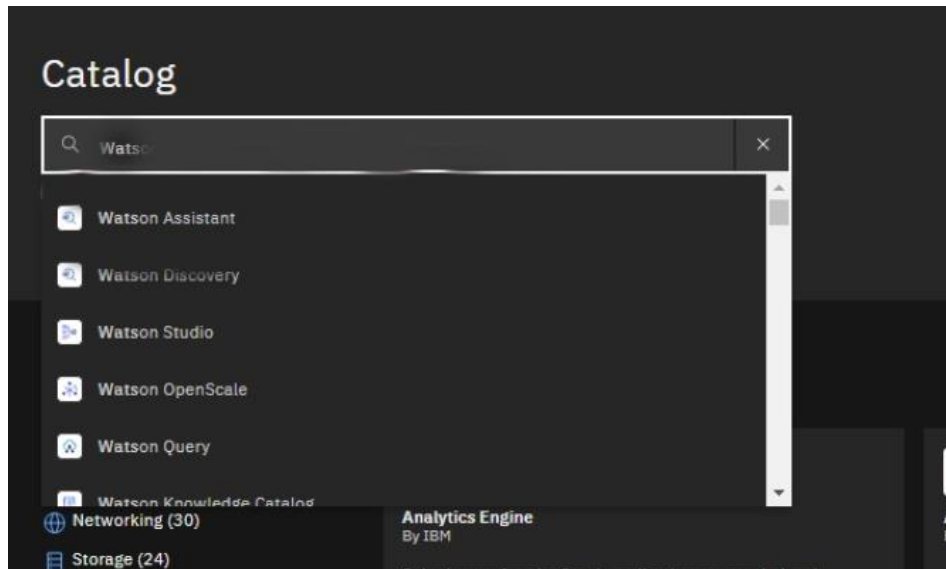 Catalog
Watso
Watson Assistant
Watson Discovery
Watson Studio
Watson OpenScale
Watson Query
Watson Knowledge Catalog
Networking (30)
Storage (24)
Analytics Engine
By IBM